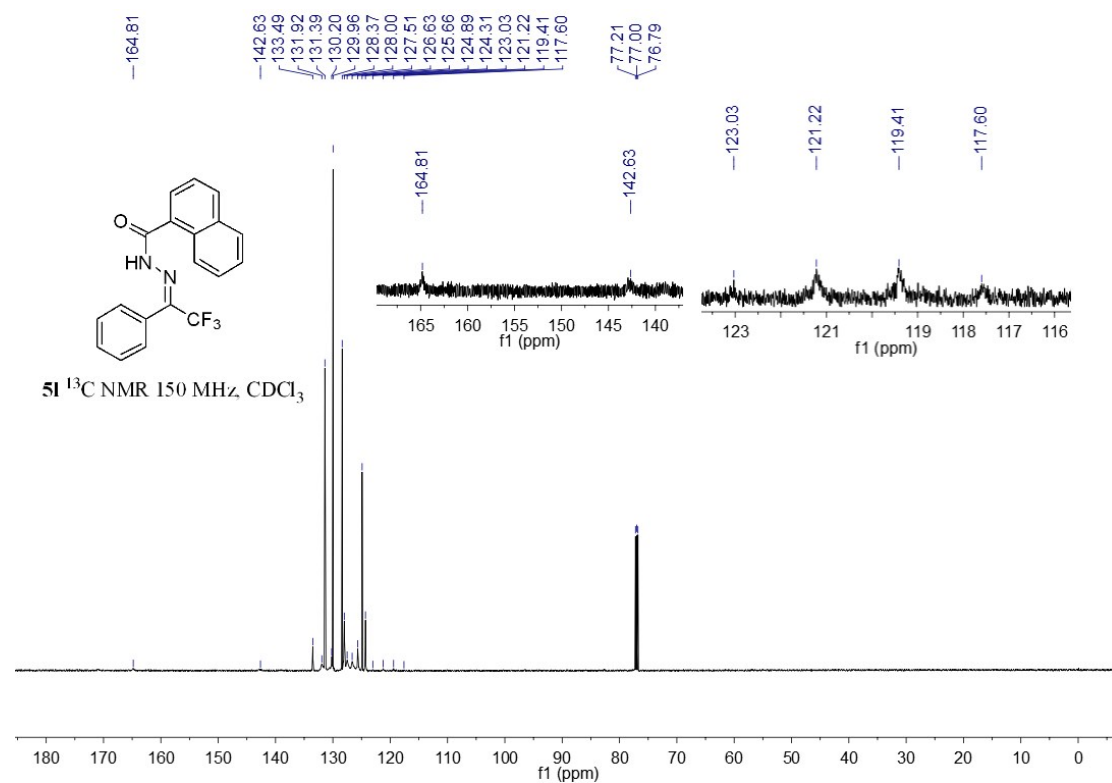 164.81
142.63
133.49
131.92
131.39
130.20
129.96
128.37
128.00
127.51
126.63
125.66
124.89
124.31
123.03
121.22
119.41
117.60
77.21
77.00
76.79
164.81
142.63
123.03
121.22
119.41
117.60
O
HN
N
CF3
165 160 155 150 145 140
f1 (ppm)
123 121 119 118 117 116
f1 (ppm)
5l 13C NMR 150 MHz, CDCl3
180 170 160 150 140 130 120 110 100 90 80 70 60 50 40 30 20 10 0
f1 (ppm)